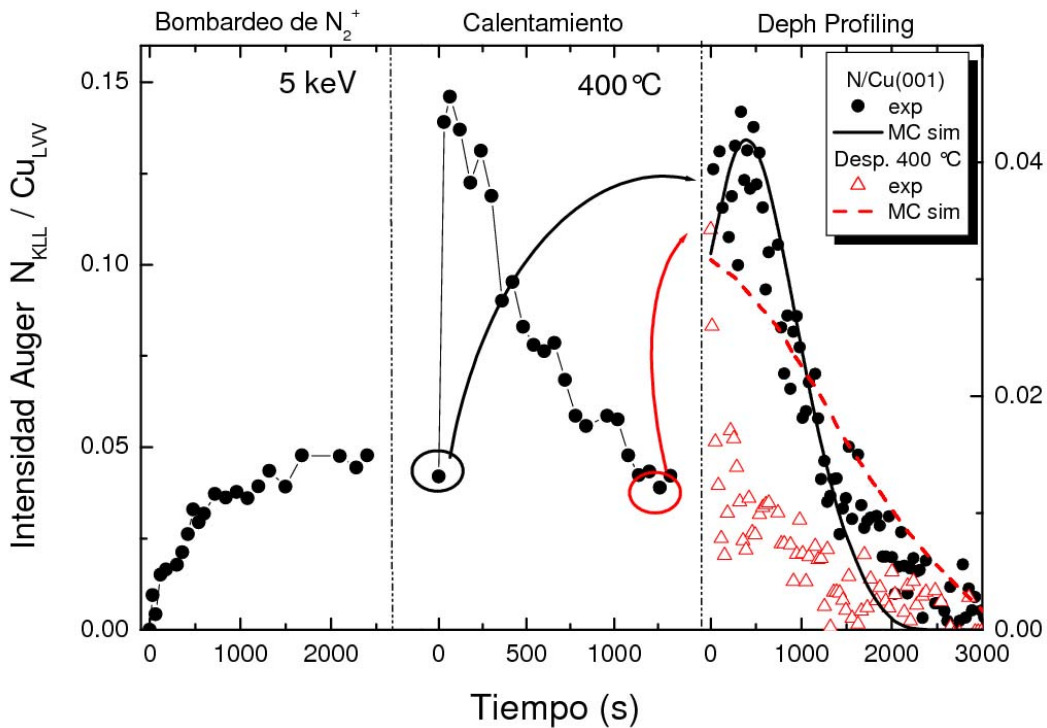 Bombardeo de N₂⁺ Calentamiento Deph Profiling
5 keV
400°C
N/Cu(001)
exp
MC sim
Desp. 400 °C
exp
MC sim
Intensidad Auger N_KLL / Cu_LVV
0.15
0.10
0.05
0.00
0.04
0.02
0.00
0 1000 2000 0 500 1000 0 1000 2000 3000
Tiempo (s)